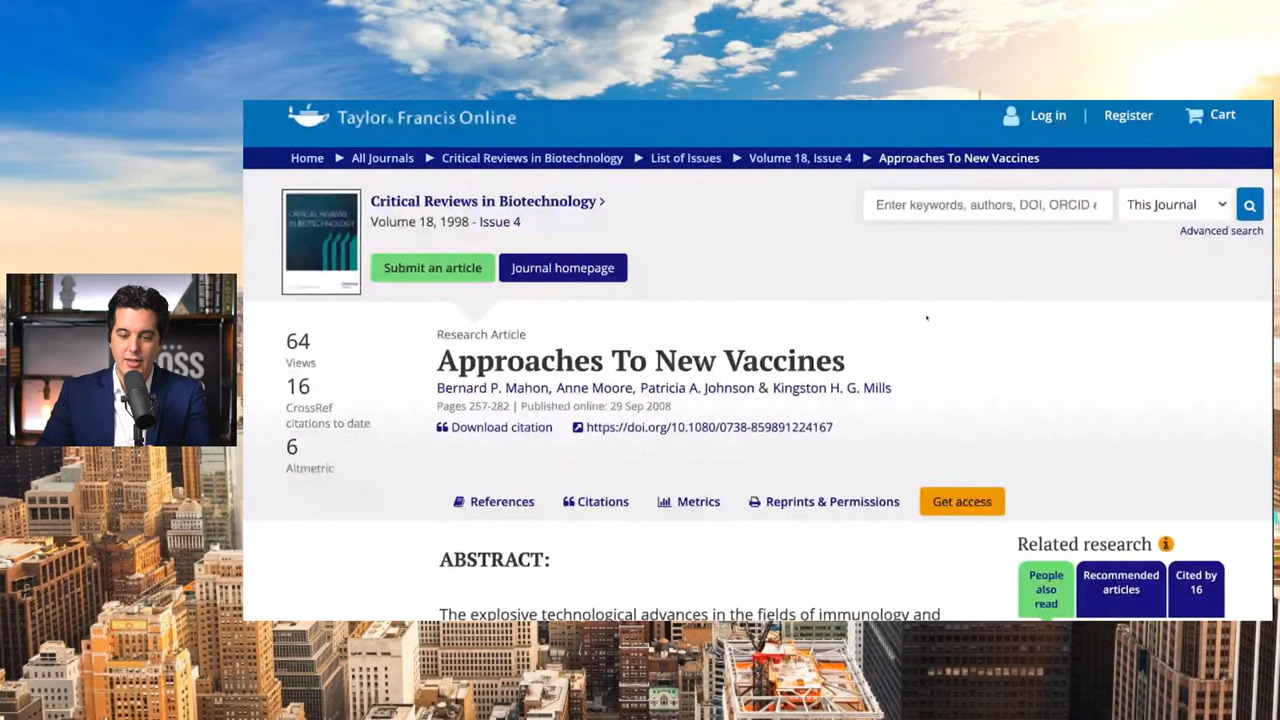 Taylor & Francis Online
Log in | Register Cart
Home ▶ All Journals ▶ Critical Reviews in Biotechnology ▶ List of Issues ▶ Volume 18, Issue 4 ▶ Approaches To New Vaccines
CRITICAL REVIEWS
IN BIOTECHNOLOGY
Critical Reviews in Biotechnology >
Volume 18, 1998 - Issue 4
Enter keywords, authors, DOI, ORCID e
This Journal
Advanced search
Submit an article
Journal homepage
64
Views
16
CrossRef
citations to date
6
Altmetric
Research Article
Approaches To New Vaccines
Bernard P. Mahon, Anne Moore, Patricia A. Johnson & Kingston H. G. Mills
Pages 257-282 | Published online: 29 Sep 2008
Download citation https://doi.org/10.1080/0738-859891224167
References Citations Metrics Reprints & Permissions Get access
ABSTRACT:
The explosive technological advances in the fields of immunology and
Related research
People
also
read
Recommended
articles
Cited by
16